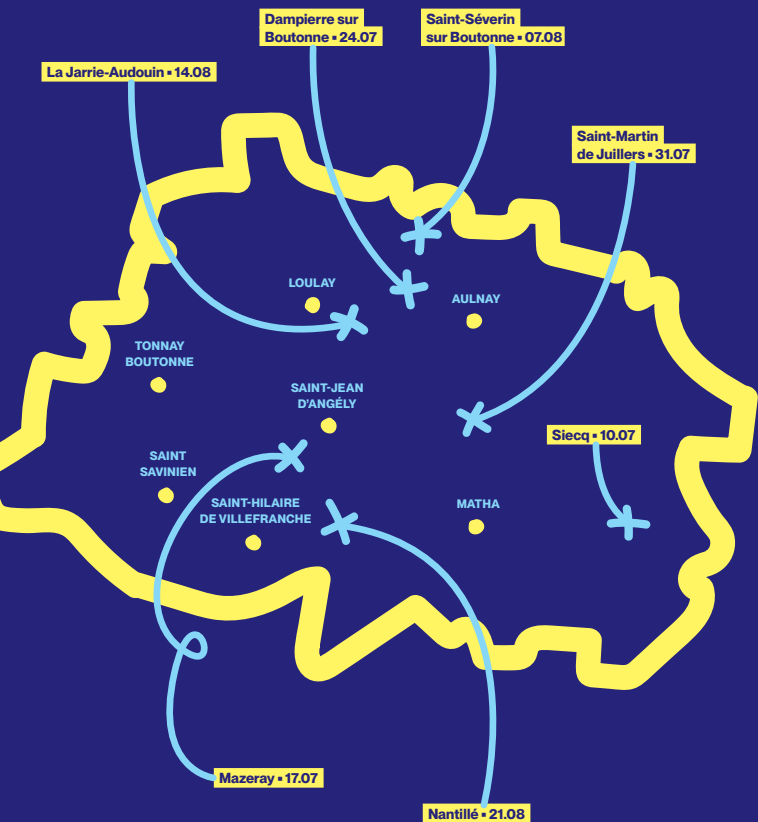 Dampierre sur
Boutonne ▪ 24.07
Saint-Séverin
sur Boutonne ▪ 07.08
La Jarrie-Audouin ▪ 14.08
Saint-Martin
de Juillers ▪ 31.07
LOULAY
AULNAY
TONNAY
BOUTONNE
SAINT-JEAN
D'ANGÉLY
Siecq ▪ 10.07
SAINT
SAVINIEN
SAINT-HILAIRE
DE VILLEFRANCHE
MATHA
Mazeray ▪ 17.07
Nantillé ▪ 21.08